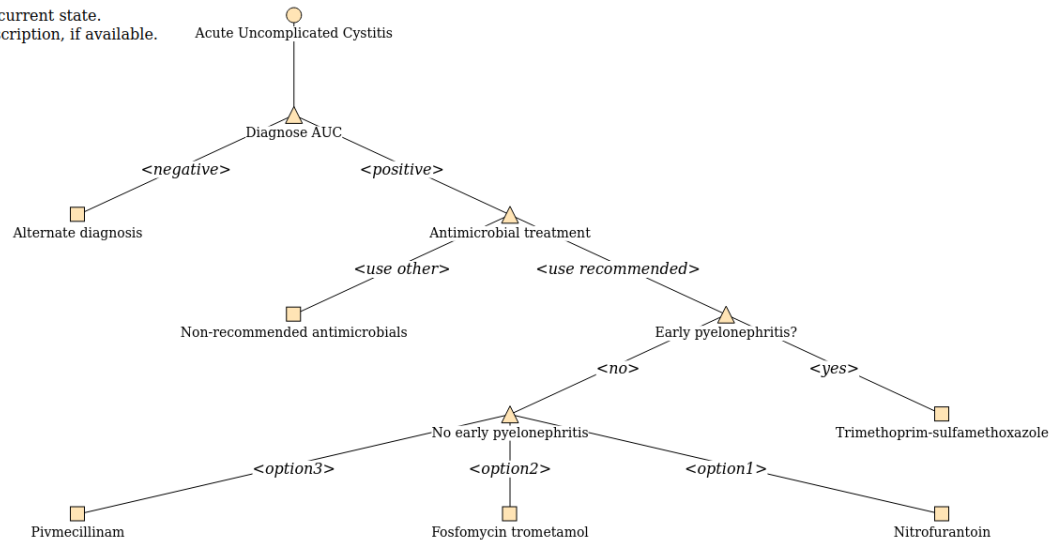 current state.
scription, if available.
Acute Uncomplicated Cystitis
Diagnose AUC
<negative>
<positive>
Alternate diagnosis
Antimicrobial treatment
<use other>
<use recommended>
Non-recommended antimicrobials
Early pyelonephritis?
<no>
<yes>
No early pyelonephritis
Trimethoprim-sulfamethoxazole
<option3>
<option2>
<option1>
Pivmecillinam
Fosfomycin trometamol
Nitrofurantoin